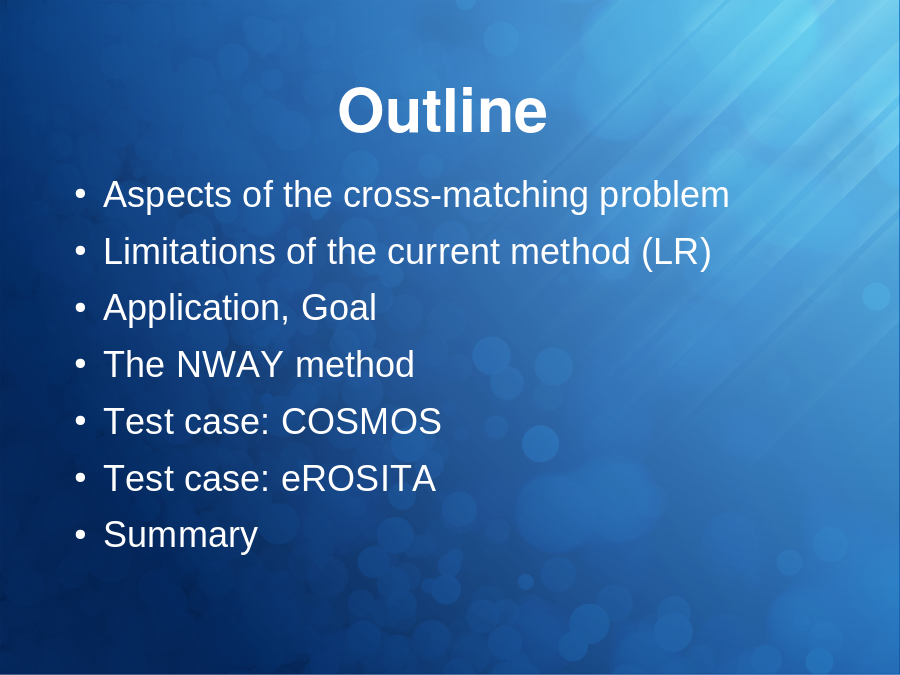 Outline
• Aspects of the cross-matching problem
• Limitations of the current method (LR)
• Application, Goal
• The NWAY method
• Test case: COSMOS
• Test case: eROSITA
• Summary